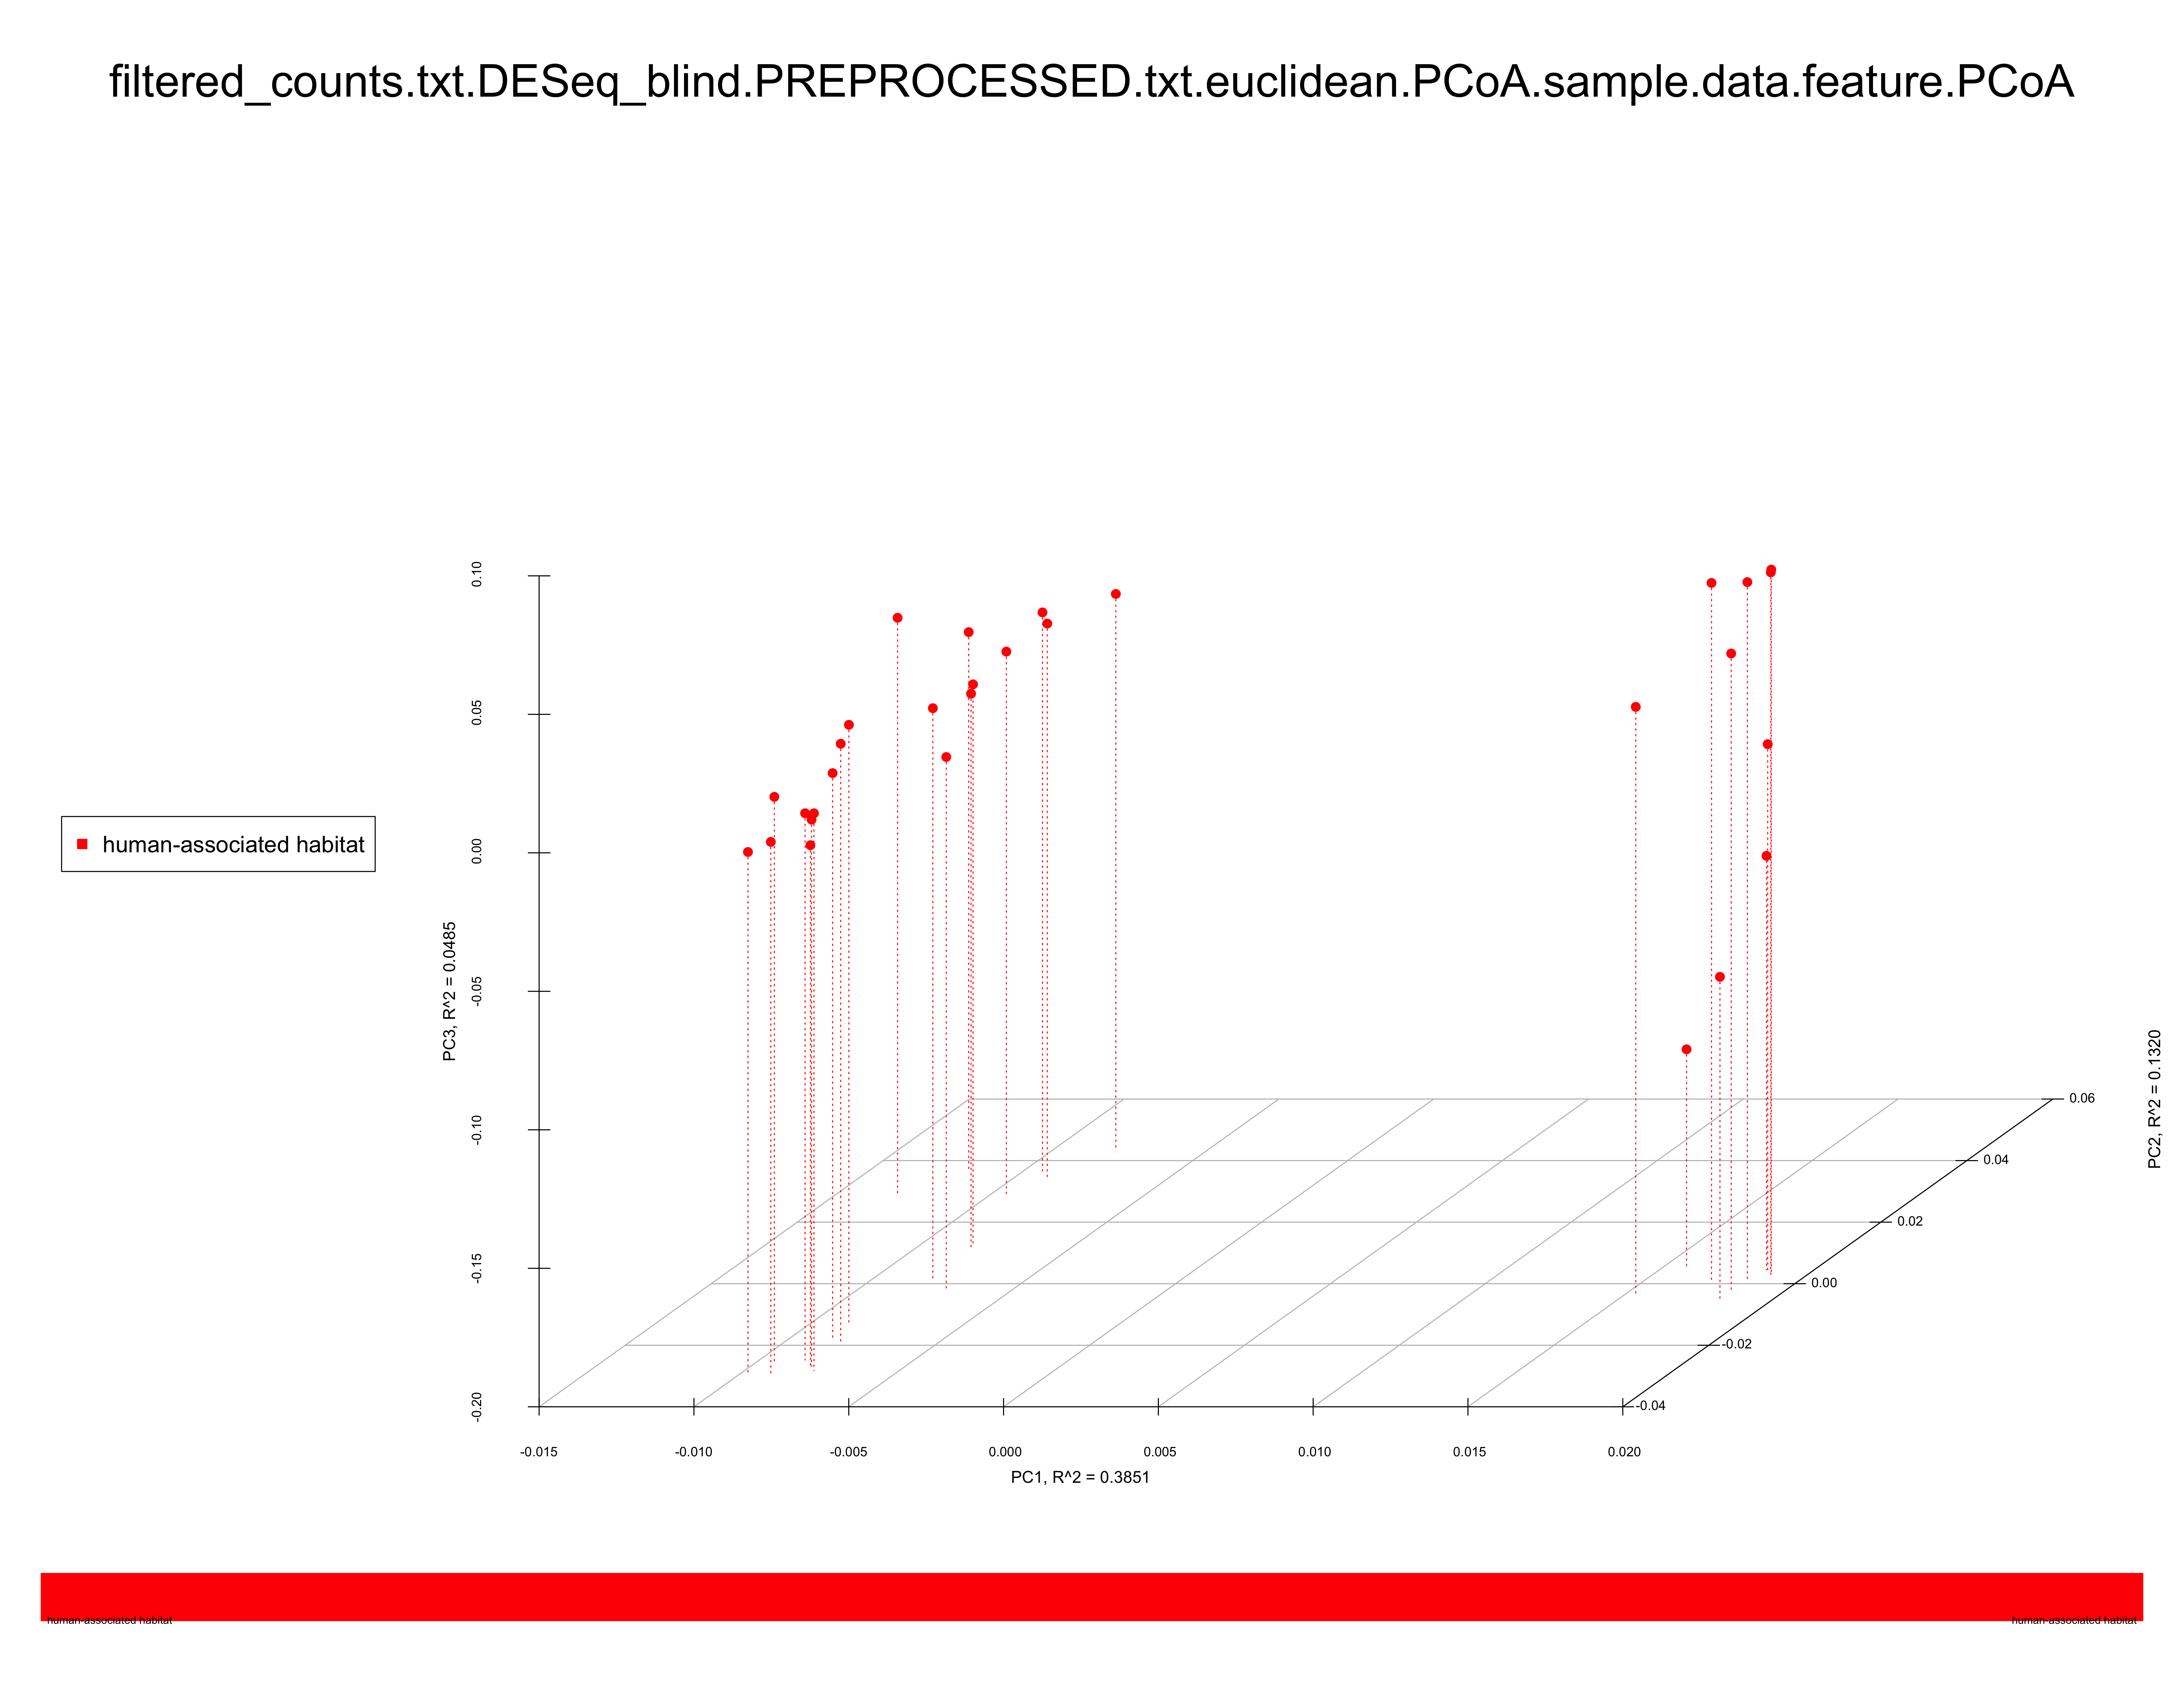 filtered_counts.txt.DESeq_blind.PREPROCESSED.txt.euclidean.PCoA.sample.data.feature.PCoA
human-associated habitat
PC3, R^2 = 0.0485
0.10
0.05
0.00
-0.05
-0.10
-0.15
-0.20
PC2, R^2 = 0.1320
0.06
0.04
0.02
0.00
-0.02
-0.04
-0.015 -0.010 -0.005 0.000 0.005 0.010 0.015 0.020
PC1, R^2 = 0.3851
human-associated habitat human-associated habitat